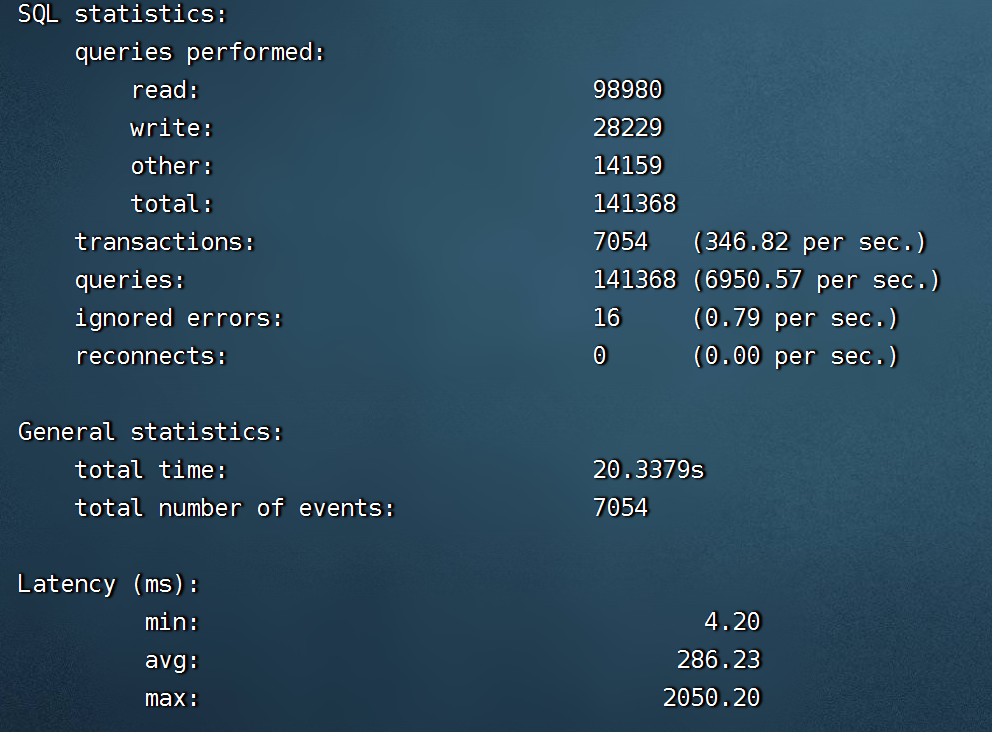 SQL statistics:
queries performed:
read: 98980
write: 28229
other: 14159
total: 141368
transactions: 7054 (346.82 per sec.)
queries: 141368 (6950.57 per sec.)
ignored errors: 16 (0.79 per sec.)
reconnects: 0 (0.00 per sec.)
General statistics:
total time: 20.3379s
total number of events: 7054
Latency (ms):
min: 4.20
avg: 286.23
max: 2050.20